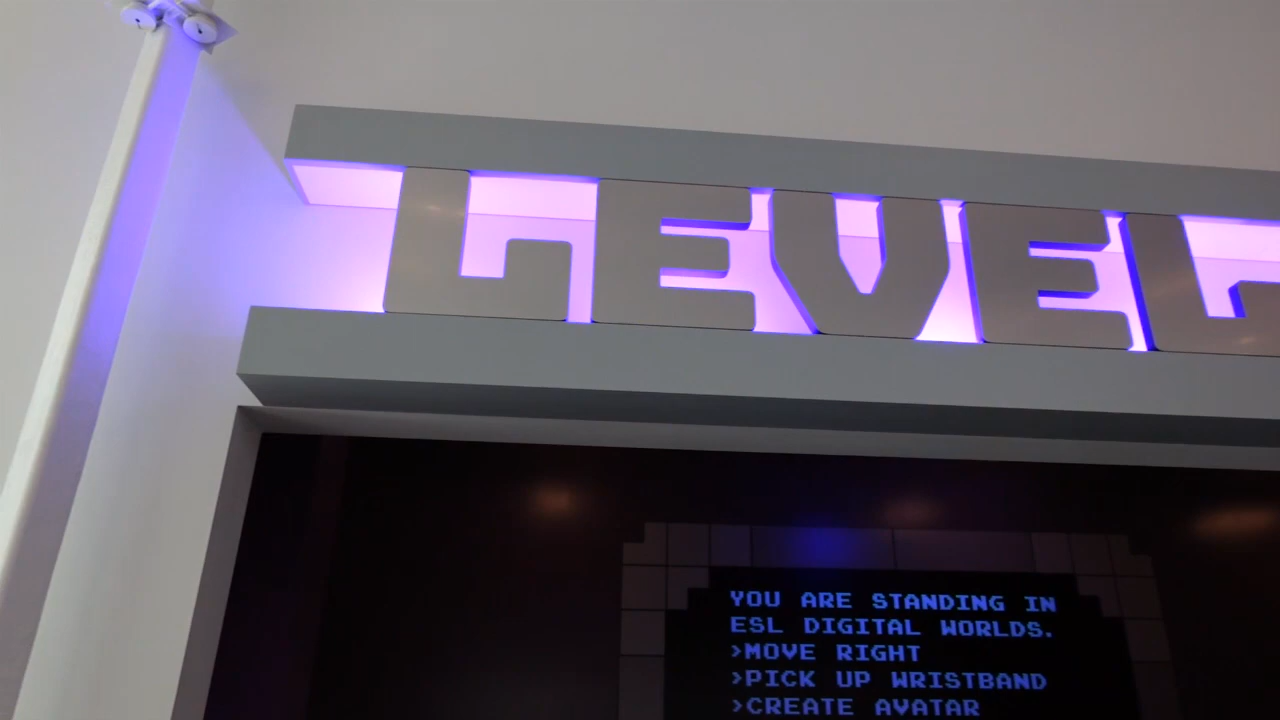 LEVEL
YOU ARE STANDING IN
ESL DIGITAL WORLDS.
>MOVE RIGHT
>PICK UP WRISTBAND
>CREATE AVATAR